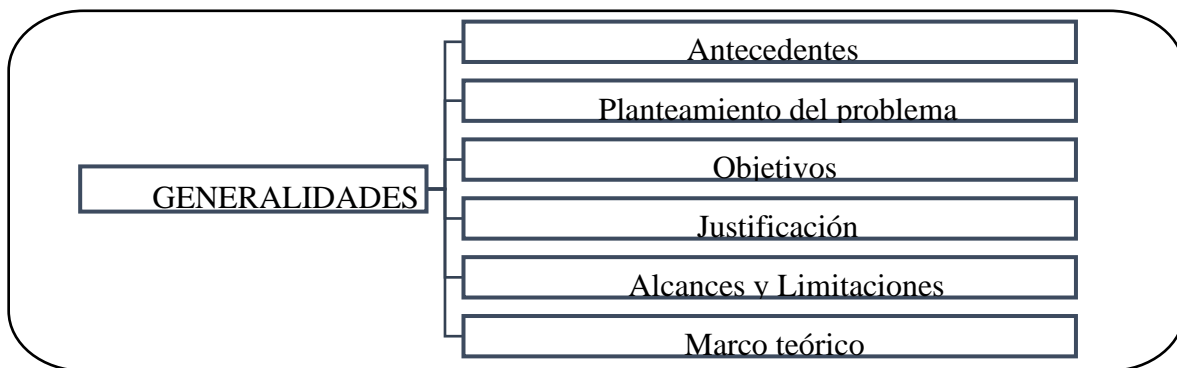 GENERALIDADES
Antecedentes
Planteamiento del problema
Objetivos
Justificación
Alcances y Limitaciones
Marco teórico